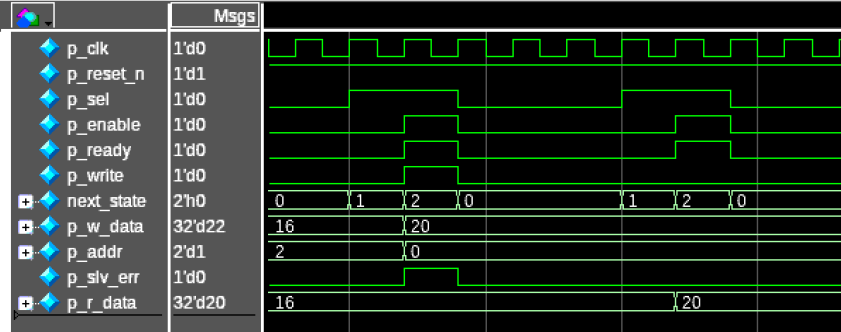 Msgs
p_clk 1'd0
p_reset_n 1'd1
p_sel 1'd0
p_enable 1'd0
p_ready 1'd0
p_write 1'd0
next_state 2'h0 0 1 2 0 1 2 0
p_w_data 32'd22 16 20
p_addr 2'd1 2 0
p_slv_err 1'd0
p_r_data 32'd20 16 20